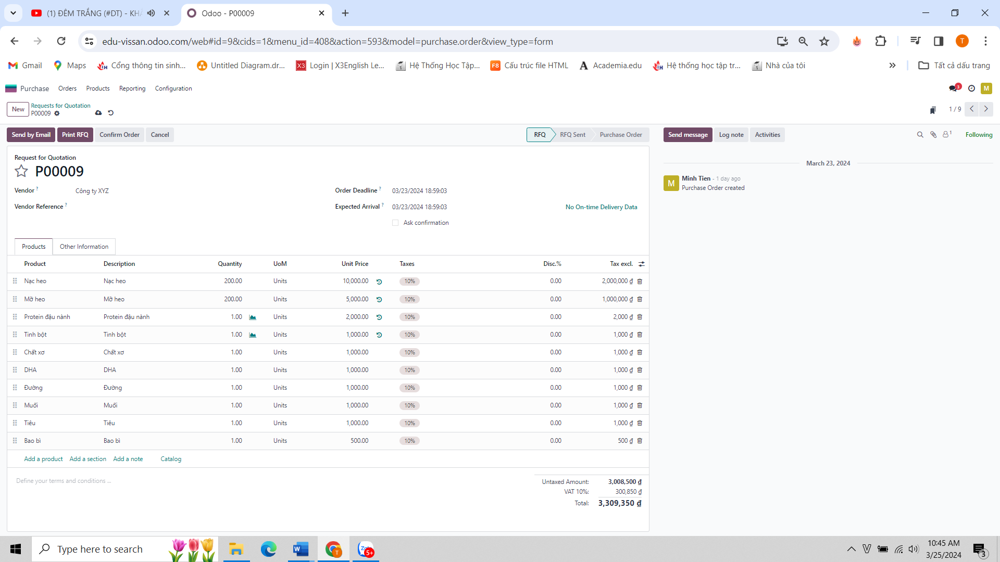 (1) ĐÊM TRẮNG (#DT) - KH
Odoo - P00009
edu-vissan.odoo.com/web#id=9&cids=1&menu_id=408&action=593&model=purchase.order&view_type=form
T
Gmail Maps Cổng thông tin sinh... Untitled Diagram.dr... X3 Login | X3English Le... Hệ Thống Học Tập... F8 Cấu trúc file HTML Academia.edu Hệ thống học tập tr... Nhà của tôi Tất cả dấu trang
Purchase Orders Products Reporting Configuration 3 M
New Requests for Quotation
P00009 1 / 9
Send by Email Print RFQ Confirm Order Cancel RFQ RFQ Sent Purchase Order Send message Log note Activities 1 Following
Request for Quotation
P00009
March 23, 2024
M Minh Tien - 1 day ago
Purchase Order created
Vendor ? Công ty XYZ Order Deadline ? 03/23/2024 18:59:03
Vendor Reference ? Expected Arrival ? 03/23/2024 18:59:03 No On-time Delivery Data
Ask confirmation
Products Other Information
Product Description Quantity UoM Unit Price Taxes Disc.% Tax excl.
Nạc heo Nạc heo 200.00 Units 10,000.00 10% 0.00 2,000,000 ₫
Mỡ heo Mỡ heo 200.00 Units 5,000.00 10% 0.00 1,000,000 ₫
Protein đậu nành Protein đậu nành 1.00 Units 2,000.00 10% 0.00 2,000 ₫
Tinh bột Tinh bột 1.00 Units 1,000.00 10% 0.00 1,000 ₫
Chất xơ Chất xơ 1.00 Units 1,000.00 10% 0.00 1,000 ₫
DHA DHA 1.00 Units 1,000.00 10% 0.00 1,000 ₫
Đường Đường 1.00 Units 1,000.00 10% 0.00 1,000 ₫
Muối Muối 1.00 Units 1,000.00 10% 0.00 1,000 ₫
Tiêu Tiêu 1.00 Units 1,000.00 10% 0.00 1,000 ₫
Bao bì Bao bì 1.00 Units 500.00 10% 0.00 500 ₫
Add a product Add a section Add a note Catalog
Define your terms and conditions ...
Untaxed Amount: 3,008,500 ₫
VAT 10%: 300,850 ₫
Total: 3,309,350 ₫
Type here to search
5+
10:45 AM
3/25/2024
3